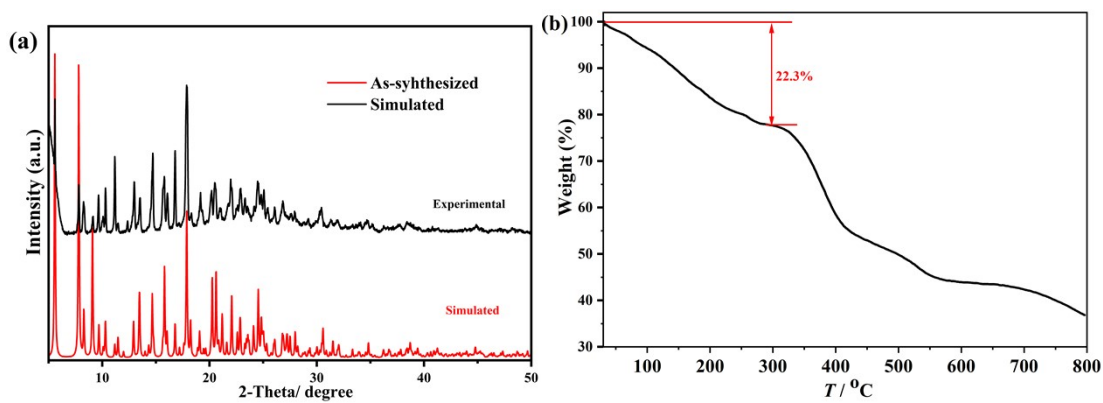 (a)
As-syhthesized
Simulated
Experimental
Simulated
Intensity (a.u.)
10
20
30
40
50
2-Theta/ degree
(b)
100
90
80
70
60
50
40
30
22.3%
Weight (%)
100
200
300
400
500
600
700
800
T / °C